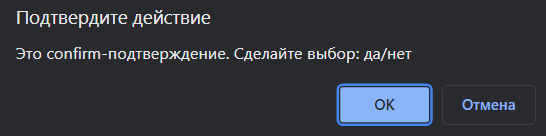 Подтвердите действие
Это confirm-подтверждение. Сделайте выбор: да/нет
OK
Отмена